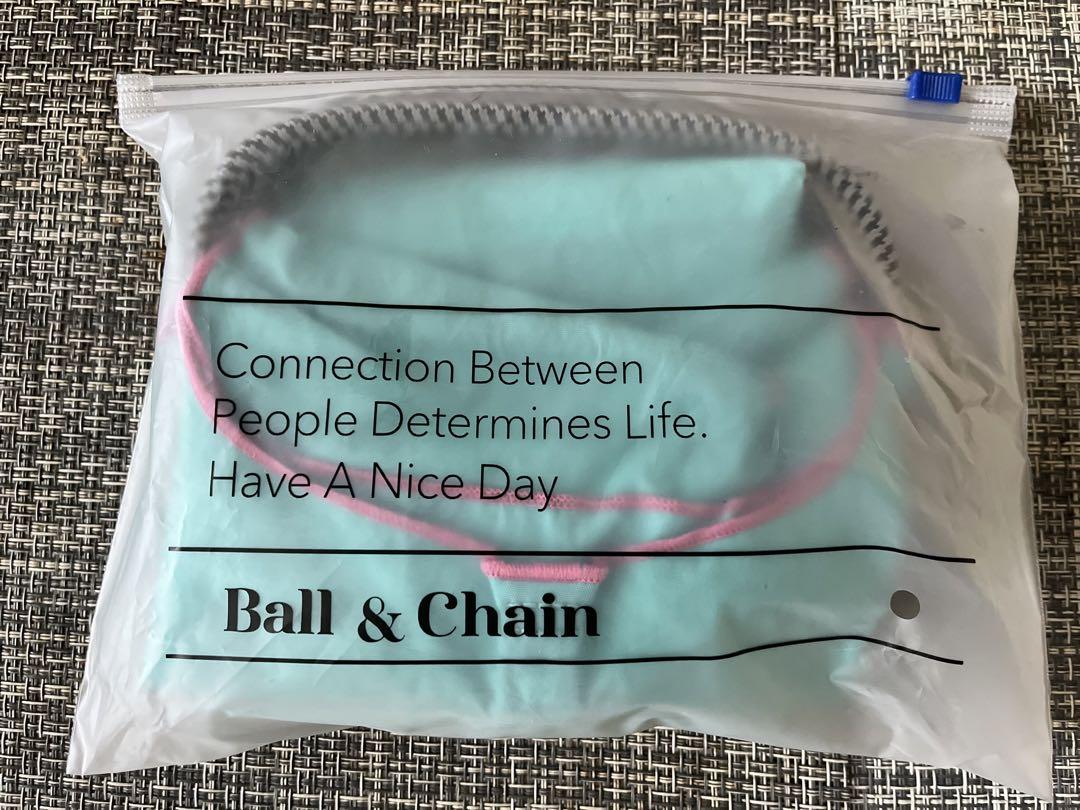 Connection Between
People Determines Life.
Have A Nice Day
Ball & Chain